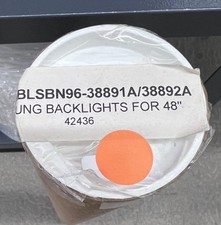 BLSBN96-38891A/38892A
UNG BACKLIGHTS FOR 48"
42436